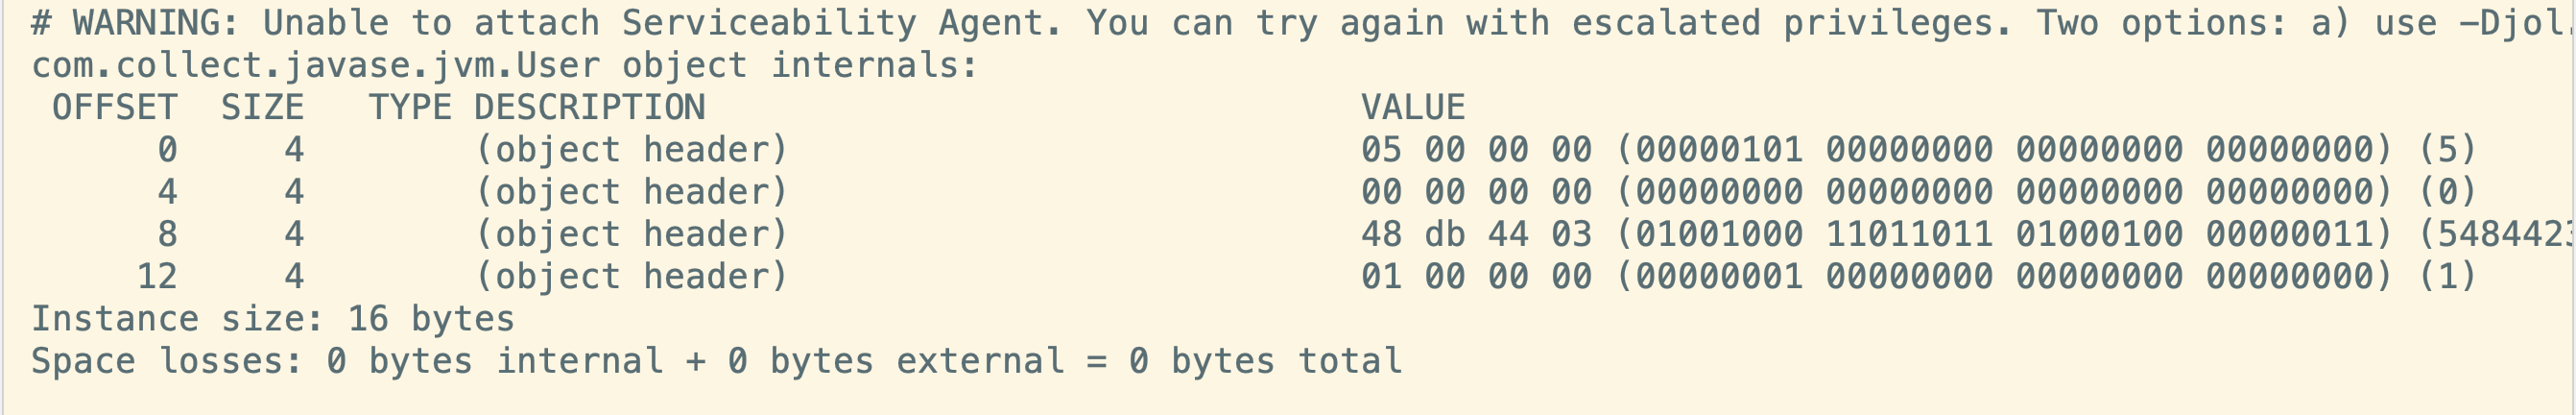 # WARNING: Unable to attach Serviceability Agent. You can try again with escalated privileges. Two options: a) use -Djol.
com.collect.javase.jvm.User object internals:
OFFSET  SIZE   TYPE DESCRIPTION                               VALUE
0     4        (object header)                           05 00 00 00 (00000101 00000000 00000000 00000000) (5)
4     4        (object header)                           00 00 00 00 (00000000 00000000 00000000 00000000) (0)
8     4        (object header)                           48 db 44 03 (01001000 11011011 01000100 00000011) (5484423
12     4        (object header)                           01 00 00 00 (00000001 00000000 00000000 00000000) (1)
Instance size: 16 bytes
Space losses: 0 bytes internal + 0 bytes external = 0 bytes total